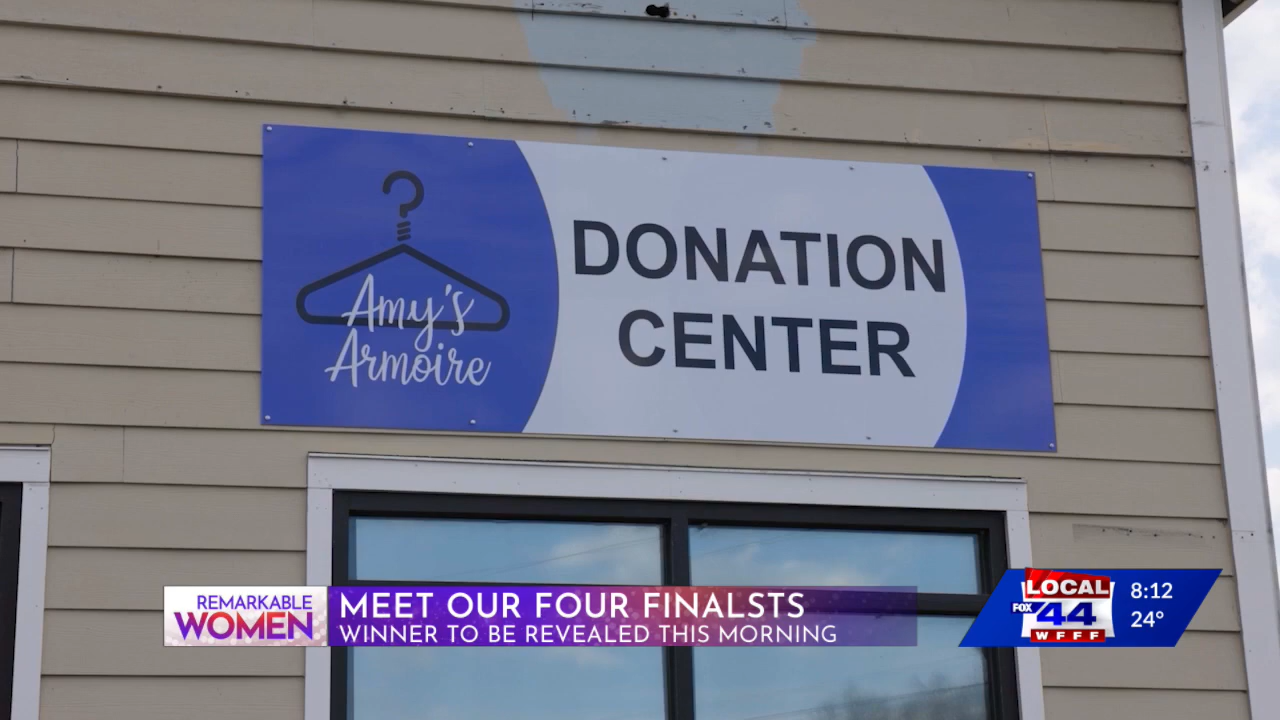 Amy's
Armoire
DONATION
CENTER
REMARKABLE
WOMEN
MEET OUR FOUR FINALSTS
WINNER TO BE REVEALED THIS MORNING
LOCAL
FOX 44
WFFF
8:12
24°